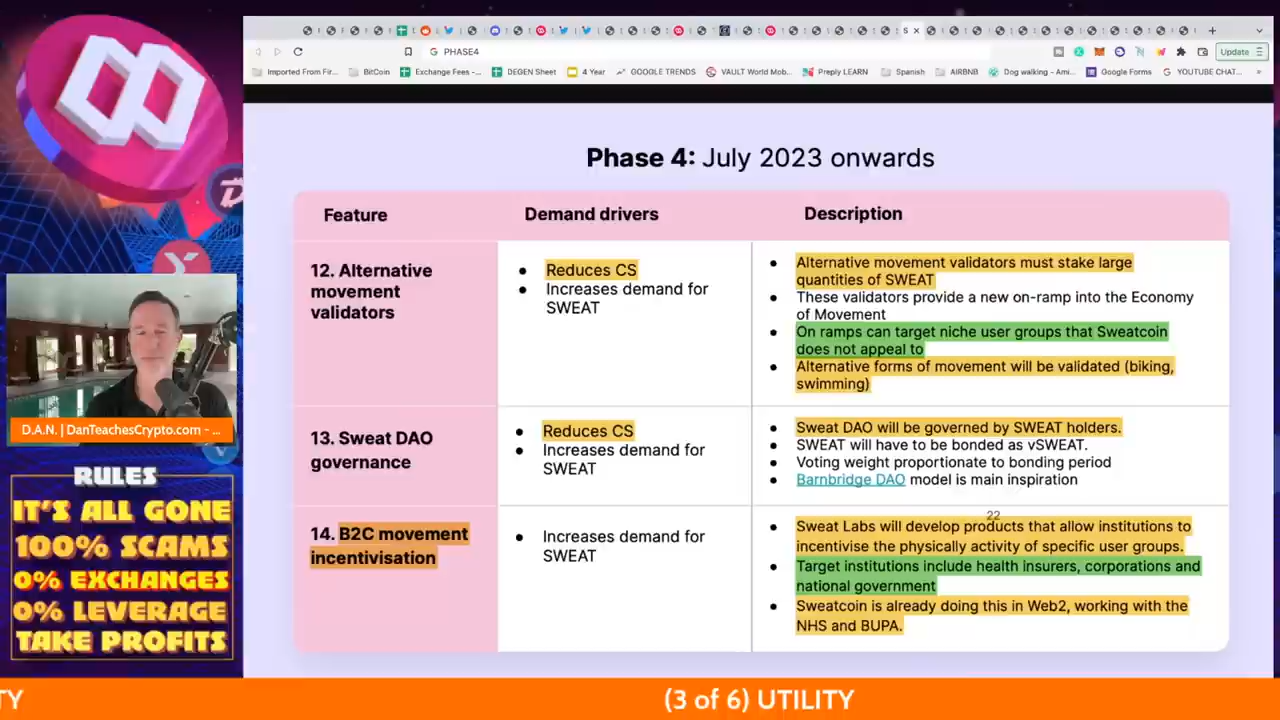 PHASE4
Update
Imported From Fir...
BitCoin
Exchange Fees -...
DEGEN Sheet
4 Year
GOOGLE TRENDS
VAULT World Mob...
Preply LEARN
Spanish
AIRBNB
Dog walking - Ami...
Google Forms
YOUTUBE CHAT...
Phase 4: July 2023 onwards
Feature
Demand drivers
Description
12. Alternative
movement
validators
Reduces CS
Increases demand for
SWEAT
Alternative movement validators must stake large
quantities of SWEAT
These validators provide a new on-ramp into the Economy
of Movement
On ramps can target niche user groups that Sweatcoin
does not appeal to
Alternative forms of movement will be validated (biking,
swimming)
13. Sweat DAO
governance
Reduces CS
Increases demand for
SWEAT
Sweat DAO will be governed by SWEAT holders.
SWEAT will have to be bonded as vSWEAT.
Voting weight proportionate to bonding period
Barnbridge DAO model is main inspiration
22
14. B2C movement
incentivisation
Increases demand for
SWEAT
Sweat Labs will develop products that allow institutions to
incentivise the physically activity of specific user groups.
Target institutions include health insurers, corporations and
national government
Sweatcoin is already doing this in Web2, working with the
NHS and BUPA.
D.A.N. | DanTeachesCrypto.com - ...
RULES
IT'S ALL GONE
100% SCAMS
0% EXCHANGES
0% LEVERAGE
TAKE PROFITS
TY
(3 of 6) UTILITY